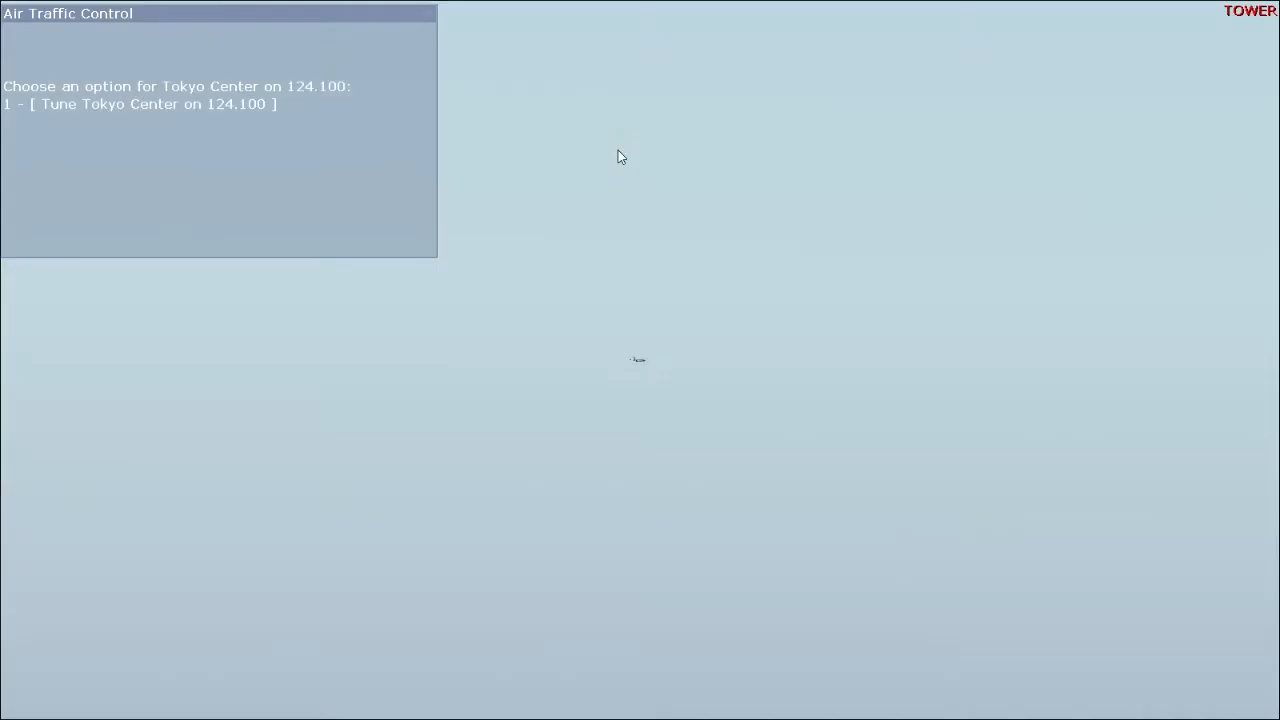 Air Traffic Control
TOWER
Choose an option for Tokyo Center on 124.100:
1 - [ Tune Tokyo Center on 124.100 ]